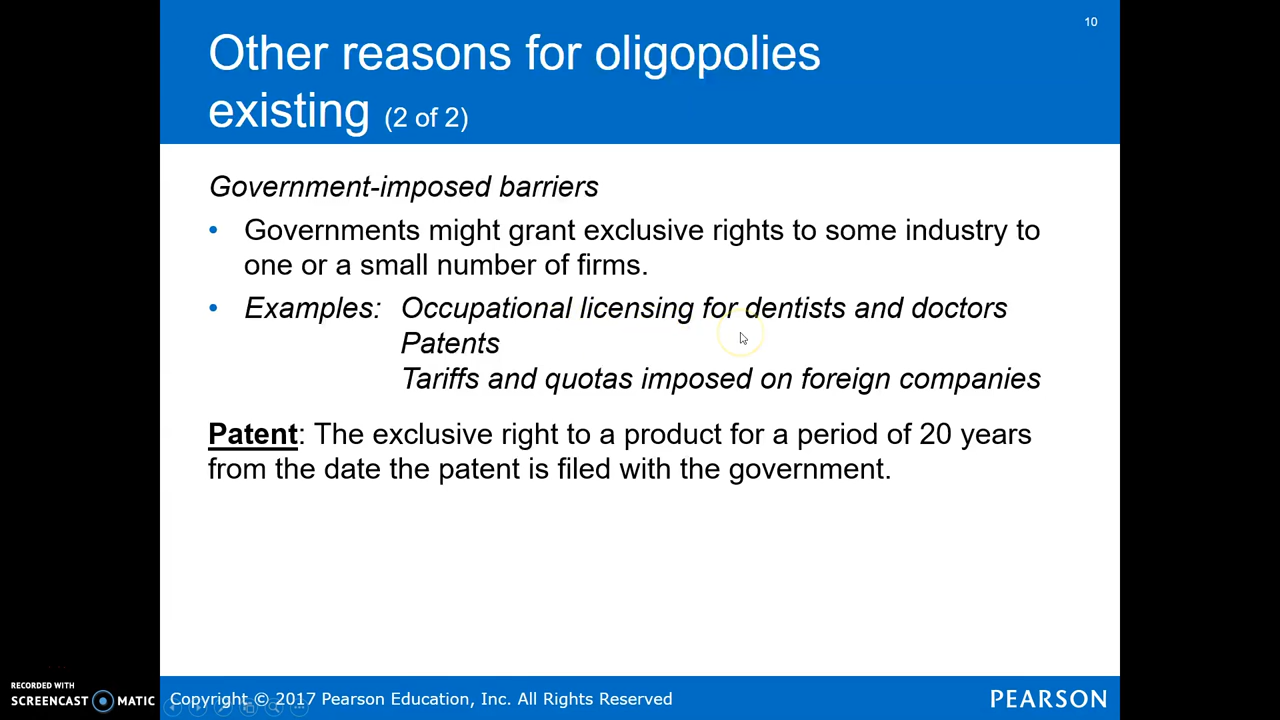 10
Other reasons for oligopolies
existing (2 of 2)
Government-imposed barriers
• Governments might grant exclusive rights to some industry to
one or a small number of firms.
• Examples: Occupational licensing for dentists and doctors
Patents
Tariffs and quotas imposed on foreign companies
Patent: The exclusive right to a product for a period of 20 years
from the date the patent is filed with the government.
RECORDED WITH
SCREENCAST MATIC
Copyright © 2017 Pearson Education, Inc. All Rights Reserved
PEARSON